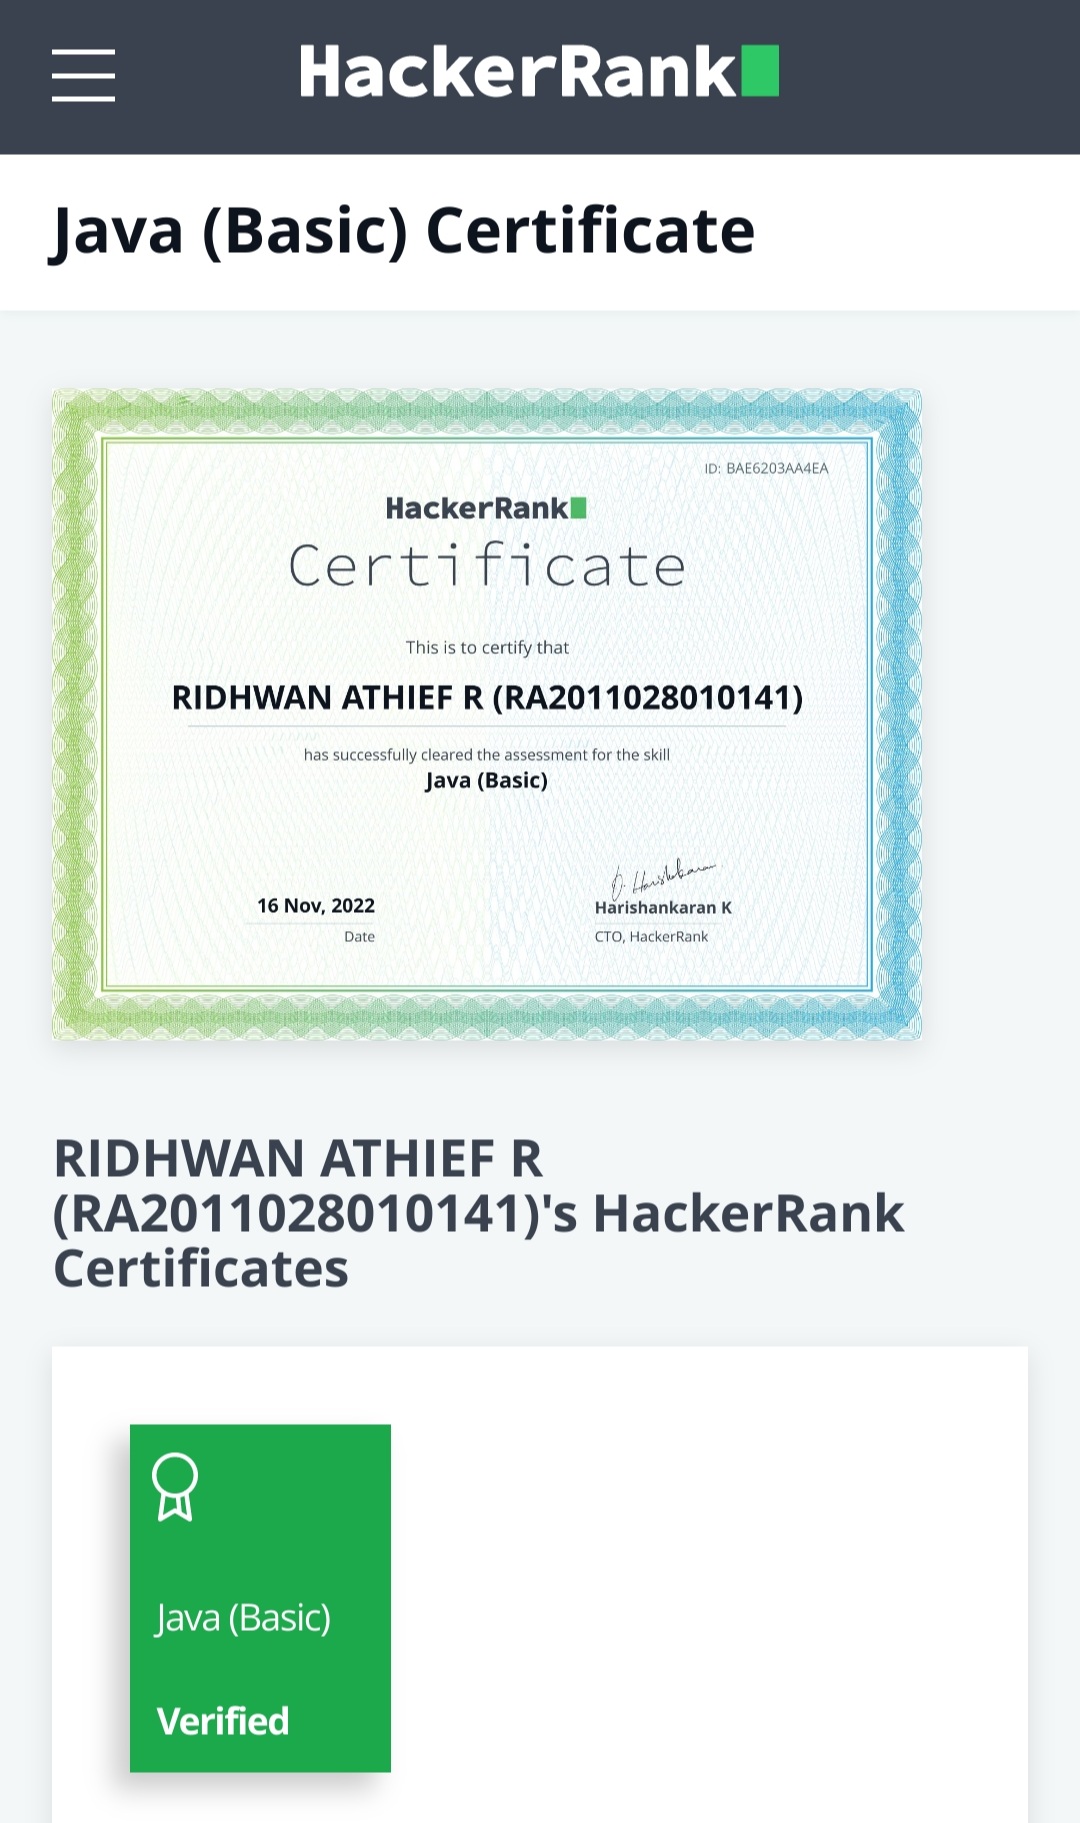 HackerRank
Java (Basic) Certificate
ID: BAE6203AA4EA
HackerRank
Certificate
This is to certify that
RIDHWAN ATHIEF R (RA2011028010141)
has successfully cleared the assessment for the skill
Java (Basic)
16 Nov, 2022
Date
Harishankaran K
CTO, HackerRank
RIDHWAN ATHIEF R
(RA2011028010141)'s HackerRank
Certificates
Java (Basic)
Verified